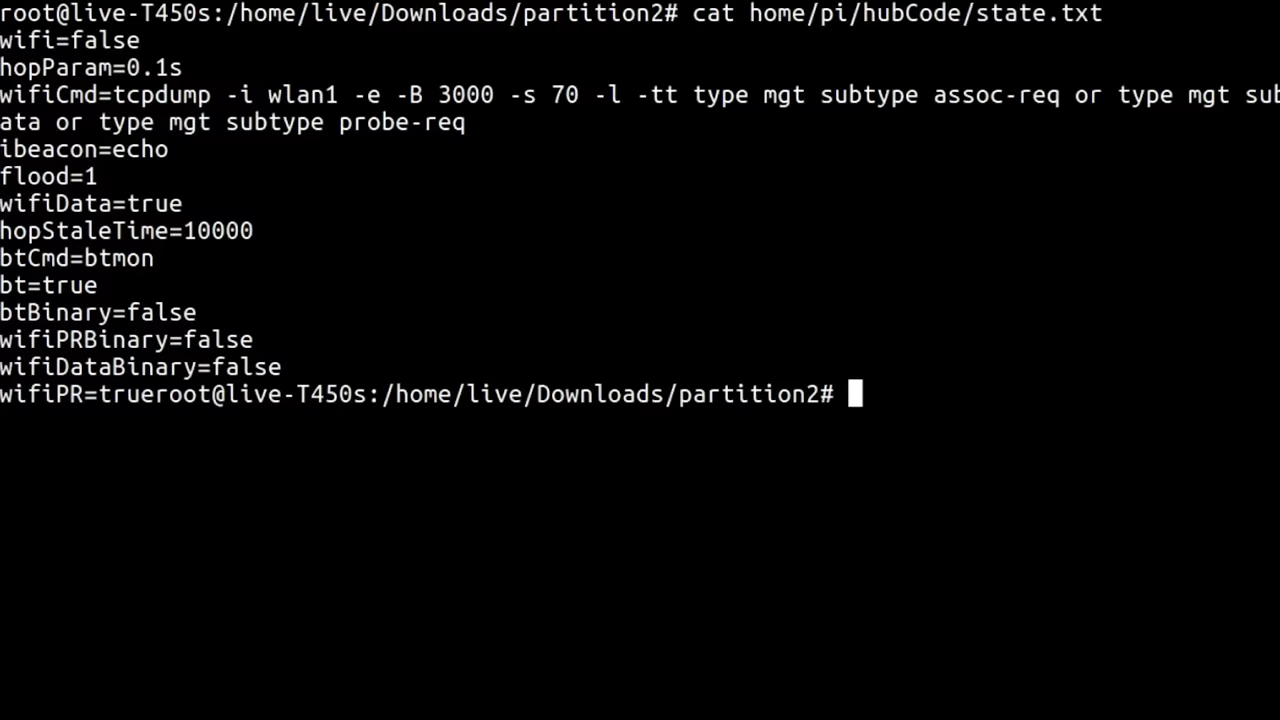 root@live-T450s:/home/live/Downloads/partition2# cat home/pi/hubCode/state.txt
wifi=false
hopParam=0.1s
wifiCmd=tcpdump -i wlan1 -e -B 3000 -s 70 -l -tt type mgt subtype assoc-req or type mgt sub
ata or type mgt subtype probe-req
ibeacon=echo
flood=1
wifiData=true
hopStaleTime=10000
btCmd=btmon
bt=true
btBinary=false
wifiPRBinary=false
wifiDataBinary=false
wifiPR=trueroot@live-T450s:/home/live/Downloads/partition2#